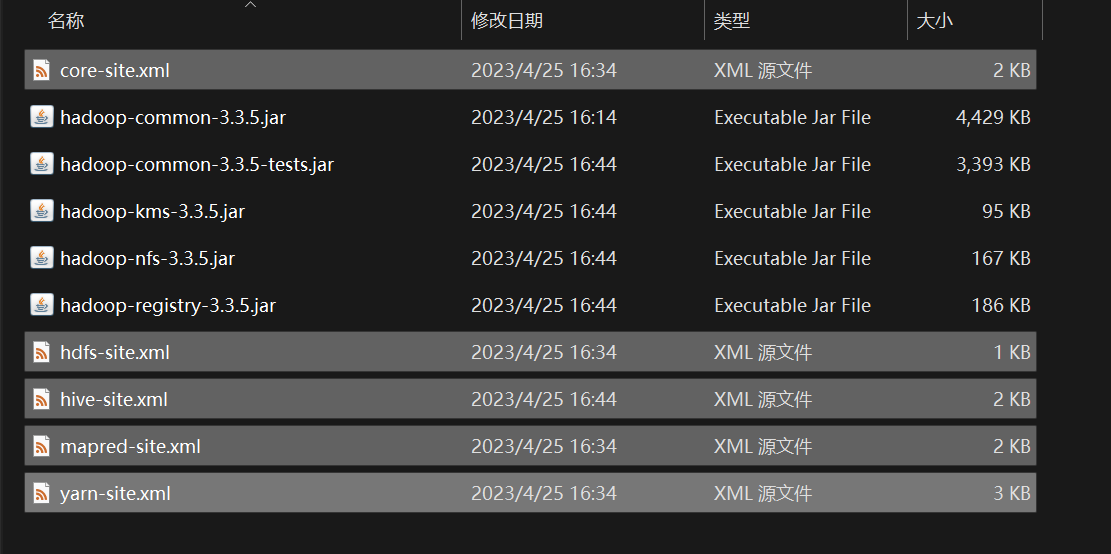 名称 修改日期 类型 大小
core-site.xml 2023/4/25 16:34 XML 源文件 2 KB
hadoop-common-3.3.5.jar 2023/4/25 16:14 Executable Jar File 4,429 KB
hadoop-common-3.3.5-tests.jar 2023/4/25 16:44 Executable Jar File 3,393 KB
hadoop-kms-3.3.5.jar 2023/4/25 16:44 Executable Jar File 95 KB
hadoop-nfs-3.3.5.jar 2023/4/25 16:44 Executable Jar File 167 KB
hadoop-registry-3.3.5.jar 2023/4/25 16:44 Executable Jar File 186 KB
hdfs-site.xml 2023/4/25 16:34 XML 源文件 1 KB
hive-site.xml 2023/4/25 16:44 XML 源文件 2 KB
mapred-site.xml 2023/4/25 16:34 XML 源文件 2 KB
yarn-site.xml 2023/4/25 16:34 XML 源文件 3 KB